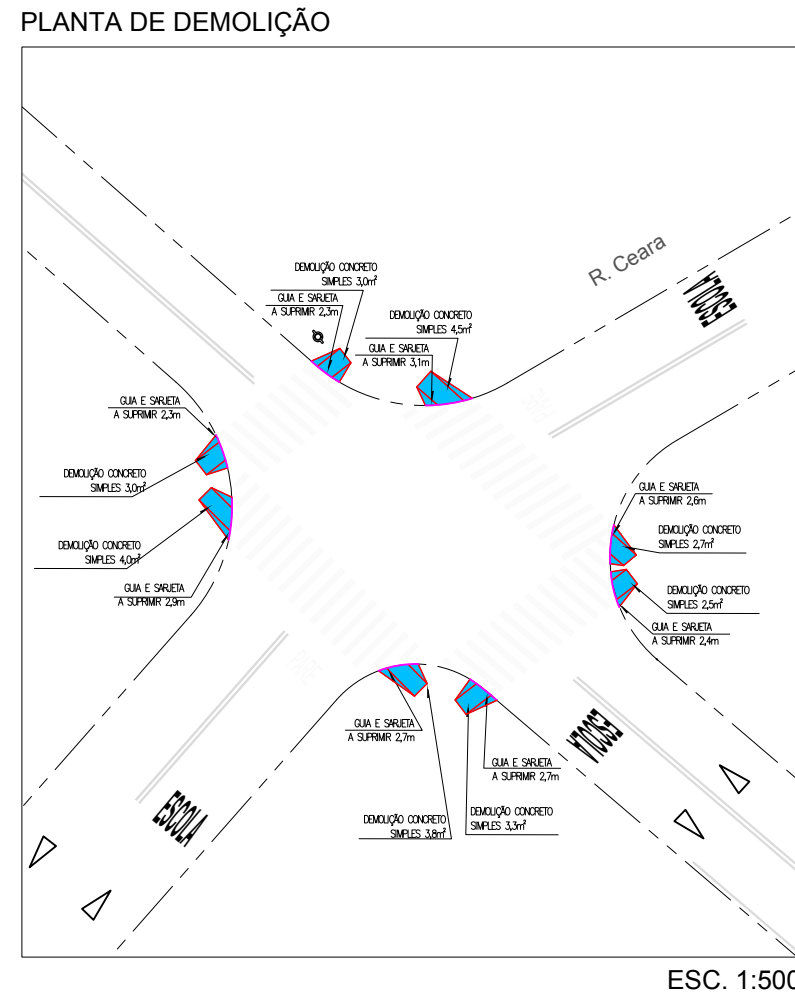 PLANTA DE DEMOLIÇÃO
R. Ceara
ESCOLA
DEMOLIÇÃO CONCRETO
SIMPLES 3,0m²
GUIA E SARJETA
A SUPRIMIR 2,3m
DEMOLIÇÃO CONCRETO
SIMPLES 4,5m²
GUIA E SARJETA
A SUPRIMIR 3,1m
GUIA E SARJETA
A SUPRIMIR 2,3m
DEMOLIÇÃO CONCRETO
SIMPLES 3,0m²
DEMOLIÇÃO CONCRETO
SIMPLES 4,0m²
GUIA E SARJETA
A SUPRIMIR 2,9m
GUIA E SARJETA
A SUPRIMIR 2,6m
DEMOLIÇÃO CONCRETO
SIMPLES 2,7m²
DEMOLIÇÃO CONCRETO
SIMPLES 2,5m²
GUIA E SARJETA
A SUPRIMIR 2,4m
GUIA E SARJETA
A SUPRIMIR 2,7m
GUIA E SARJETA
A SUPRIMIR 2,7m
DEMOLIÇÃO CONCRETO
SIMPLES 3,8m²
DEMOLIÇÃO CONCRETO
SIMPLES 3,3m²
ESCOLA
ESCOLA
ESC. 1:500